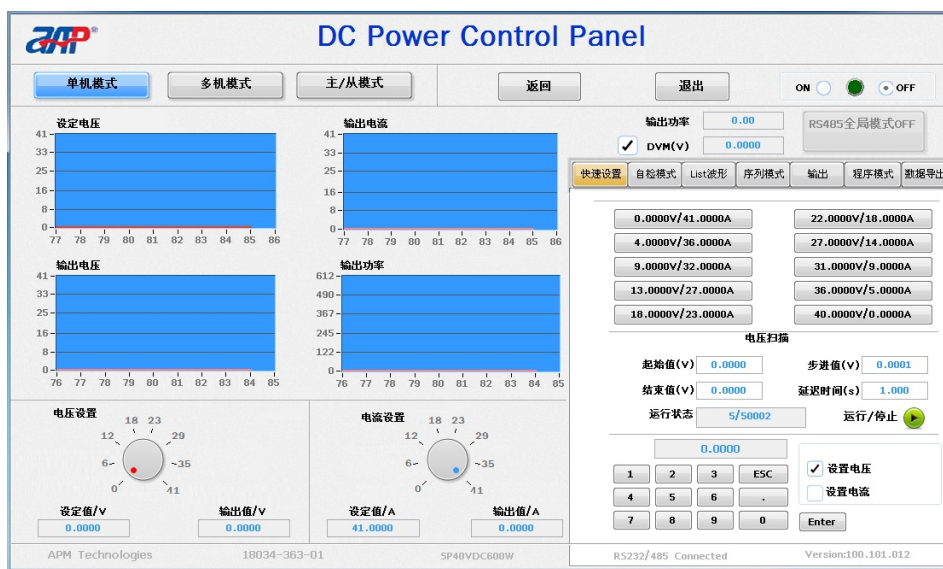 APM
DC Power Control Panel
单机模式 多机模式 主/从模式 返回 退出 ON OFF
设定电压
41
33
25
16
8
0
77 78 79 80 81 82 83 84 85 86
输出电流
41
33
25
16
8
0
77 78 79 80 81 82 83 84 85 86
输出功率 0.00
DVM(V) 0.0000
RS485全局模式OFF
快速设置 自检模式 List波形 序列模式 输出 程序模式 数据导出
0.0000V/41.0000A 22.0000V/18.0000A
4.0000V/36.0000A 27.0000V/14.0000A
9.0000V/32.0000A 31.0000V/9.0000A
13.0000V/27.0000A 36.0000V/5.0000A
18.0000V/23.0000A 40.0000V/0.0000A
输出电压
41
33
25
16
8
0
76 77 78 79 80 81 82 83 84 85
输出功率
612
490
367
245
122
0
76 77 78 79 80 81 82 83 84 85
电压扫描
起始值(V) 0.0000 步进值(V) 0.0001
结束值(V) 0.0000 延迟时间(s) 1.000
运行状态 5/50002 运行/停止
电压设置
0 6 12 18 23 29 35 41
设定值/V 输出值/V
0.0000 0.0000
电流设置
0 6 12 18 23 29 35 41
设定值/A 输出值/A
41.0000 0.0000
0.0000
1 2 3 ESC
4 5 6 .
7 8 9 0
设置电压
设置电流
Enter
APM Technologies 18034-363-01 SP40VDC600W RS232/485 Connected Version:100.101.012